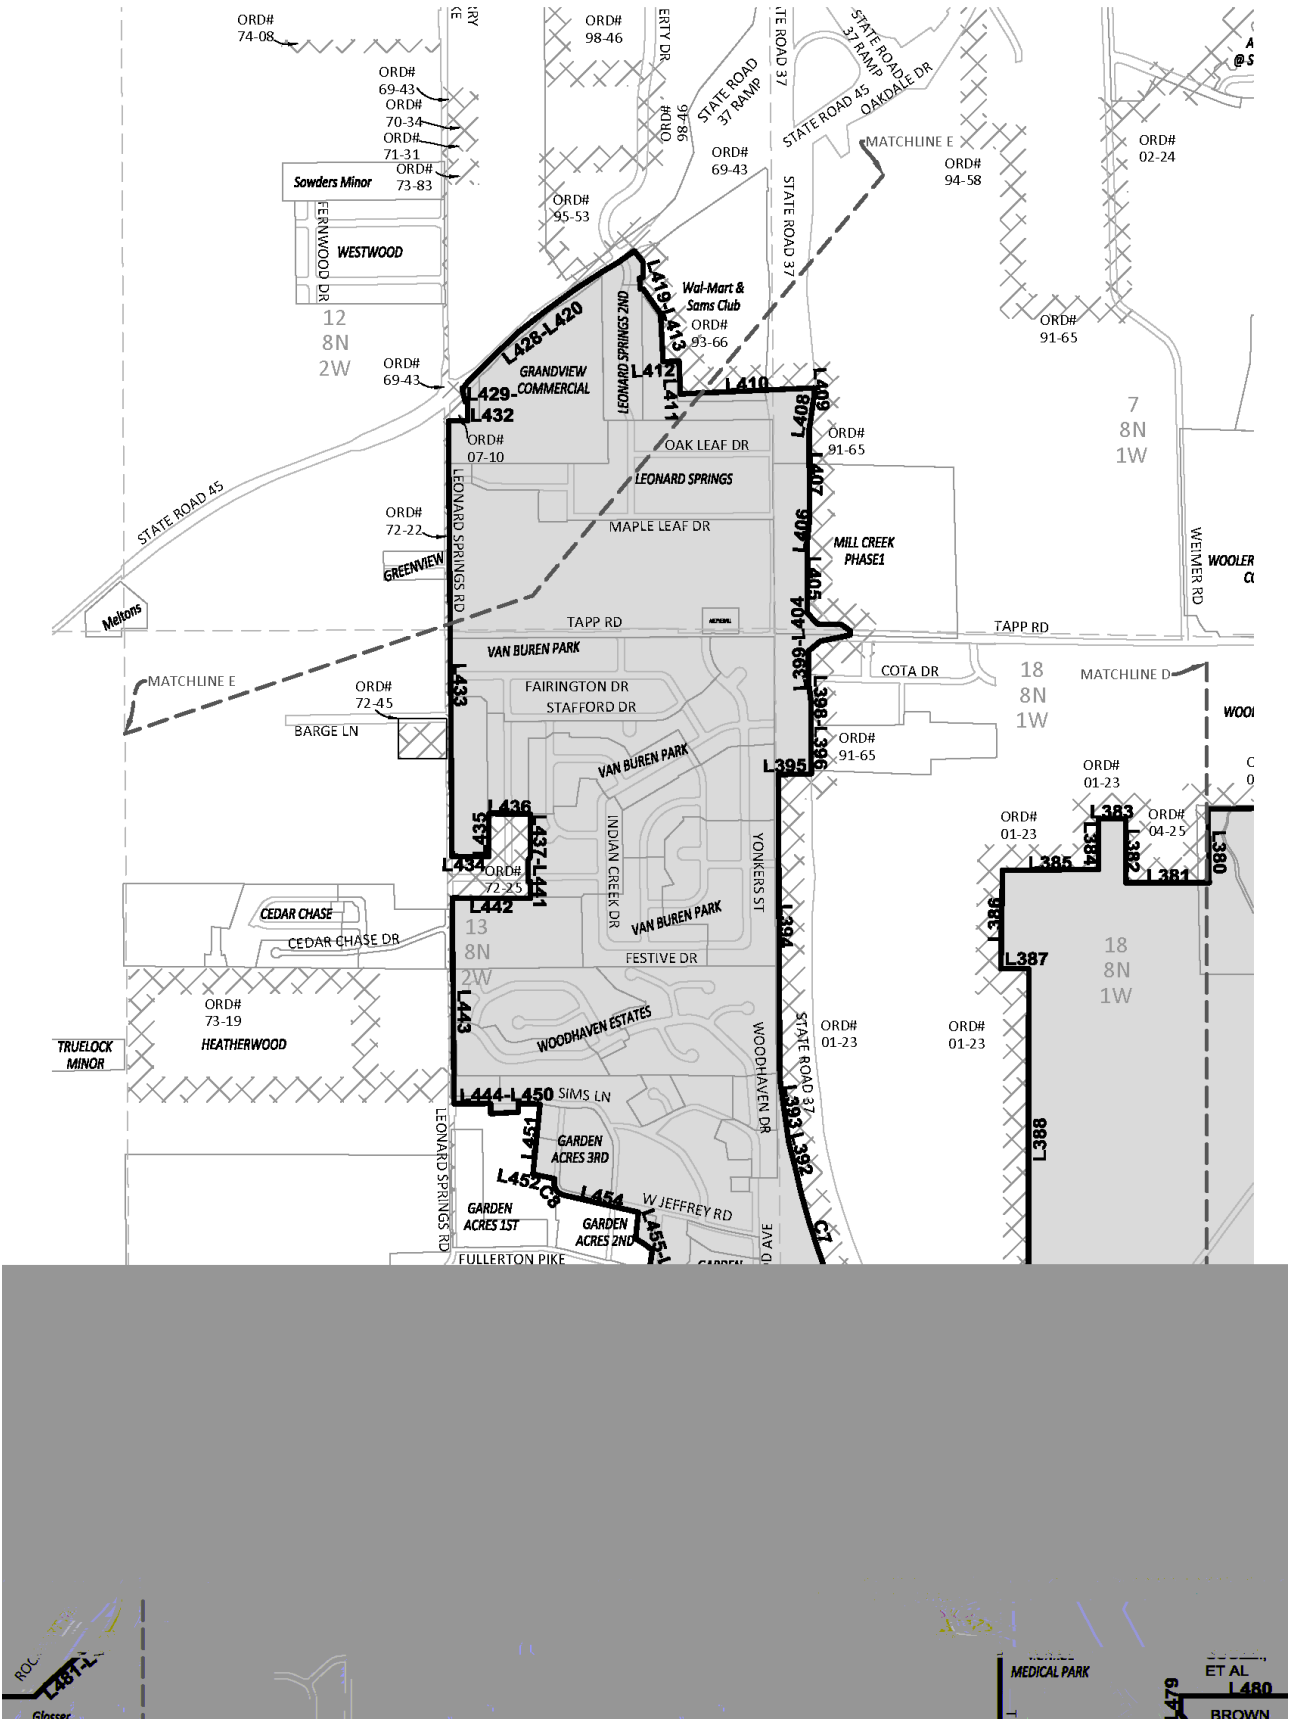 ORD#
74-08
ORD#
98-46
ERTY DR
STATE ROAD
37 RAMP
ATE ROAD 37
STATE ROAD
37 RAMP
STATE ROAD 45
OAKDALE DR
ORD#
69-43
ORD#
70-34
ORD#
71-31
ORD#
73-83
ORD#
98-46
ORD#
69-43
MATCHLINE E
ORD#
94-58
ORD#
02-24
Sowders Minor
FERNWOOD DR
WESTWOOD
ORD#
95-53
STATE ROAD 37
12
8N
2W
L419-L413
Wal-Mart &
Sams Club
ORD#
93-66
ORD#
91-65
L428-L420
LEONARD SPRINGS 2ND
GRANDVIEW
COMMERCIAL
ORD#
69-43
L429-
L432
L412
L411
L410
L409
L408
7
8N
1W
ORD#
07-10
OAK LEAF DR
ORD#
91-65
LEONARD SPRINGS
L407
STATE ROAD 45
LEONARD SPRINGS RD
ORD#
72-22
MAPLE LEAF DR
L406
MILL CREEK
PHASE1
WEIMER RD
WOOLER
GREENVIEW
L405
Meltons
TAPP RD
L399-L404
TAPP RD
VAN BUREN PARK
MATCHLINE E
ORD#
72-45
L433
FAIRINGTON DR
STAFFORD DR
COTA DR
18
8N
1W
MATCHLINE D
BARGE LN
L398-L396
ORD#
91-65
VAN BUREN PARK
L395
ORD#
01-23
L436
L435
L437-L441
INDIAN CREEK DR
YONKERS ST
ORD#
01-23
L383
ORD#
04-25
L384
L382
L380
L434
ORD#
72-25
L385
L381
L442
L386
CEDAR CHASE
CEDAR CHASE DR
13
8N
2W
VAN BUREN PARK
FESTIVE DR
L394
L387
18
8N
1W
ORD#
73-19
HEATHERWOOD
L443
WOODHAVEN ESTATES
WOODHAVEN DR
STATE ROAD 37
ORD#
01-23
ORD#
01-23
TRUELOCK
MINOR
L444-L450
SIMS LN
L393
L392
L388
LEONARD SPRINGS RD
L451
GARDEN
ACRES 3RD
L452
C8
L454
W JEFFREY RD
GARDEN
ACRES 1ST
GARDEN
ACRES 2ND
L455-L
D AVE
C7
FULLERTON PIKE
GARDEN
L481-L
Glosser
MEDICAL PARK
ET AL
L479
L480
BROWN